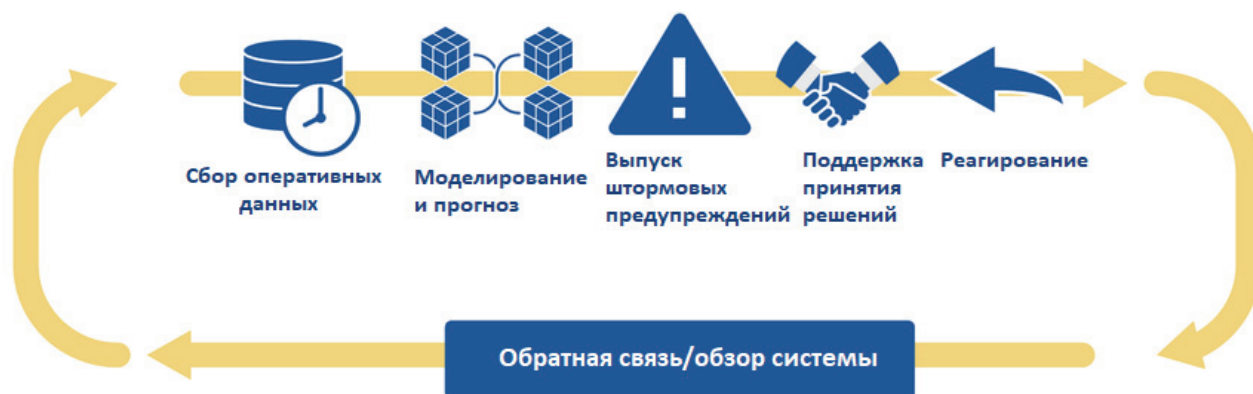 Сбор оперативных
данных
Моделирование
и прогноз
Выпуск
штормовых
предупреждений
Поддержка
принятия
решений
Реагирование
Обратная связь/обзор системы